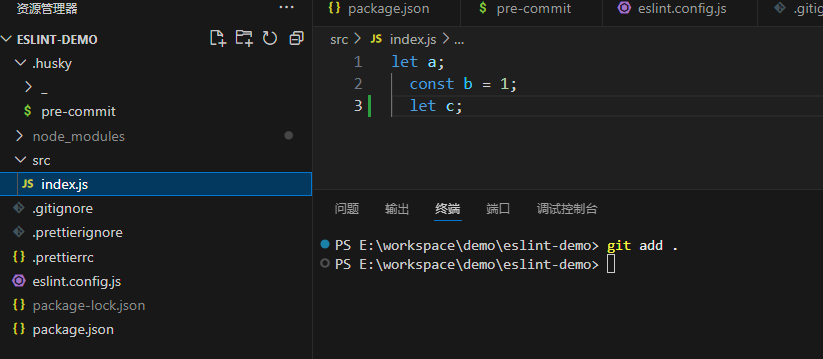 资源管理器
ESLINT-DEMO
.husky
_
$ pre-commit
node_modules
src
JS index.js
.gitignore
.prettierignore
{} .prettierrc
eslint.config.js
{} package-lock.json
{} package.json
{} package.json $ pre-commit eslint.config.js .gitig
src > JS index.js > ...
1 let a;
2 const b = 1;
3 let c;
问题 输出 终端 端口 调试控制台
PS E:\workspace\demo\eslint-demo> git add .
PS E:\workspace\demo\eslint-demo>